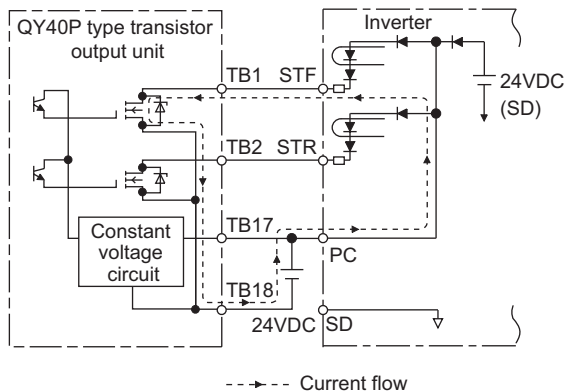 QY40P type transistor
output unit
Inverter
TB1 STF
24VDC
(SD)
TB2 STR
Constant
voltage
circuit
TB17
PC
TB18
24VDC SD
Current flow